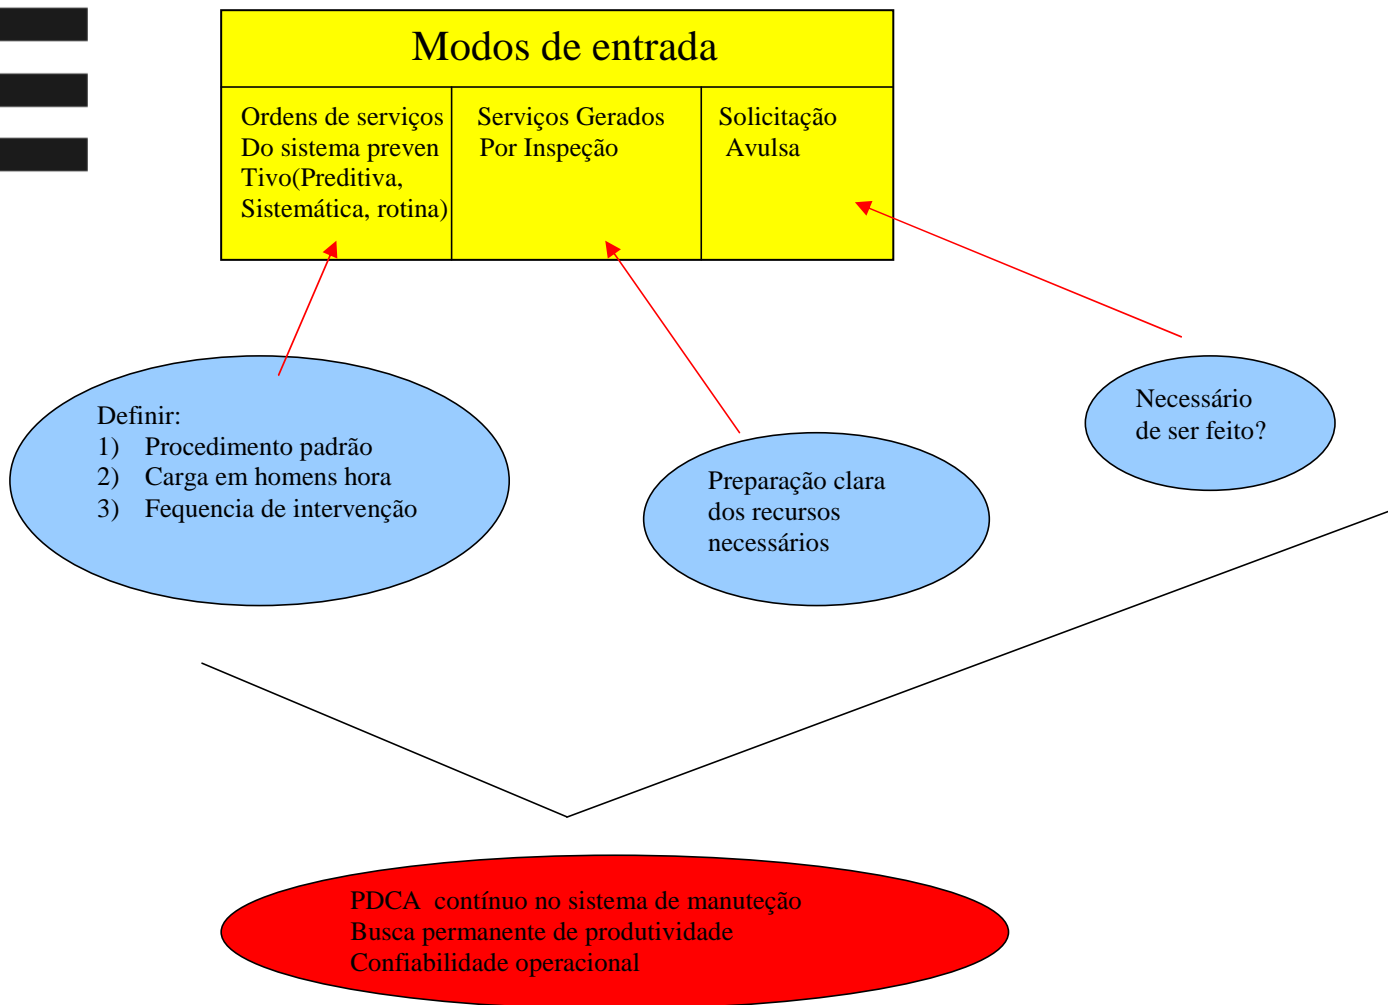 Modos de entrada
Ordens de serviços
Do sistema preven
Tivo(Preditiva,
Sistemática, rotina)
Serviços Gerados
Por Inspeção
Solicitação
Avulsa
Definir:
1) Procedimento padrão
2) Carga em homens hora
3) Fequencia de intervenção
Preparação clara
dos recursos
necessários
Necessário
de ser feito?
PDCA contínuo no sistema de manuteção
Busca permanente de produtividade
Confiabilidade operacional